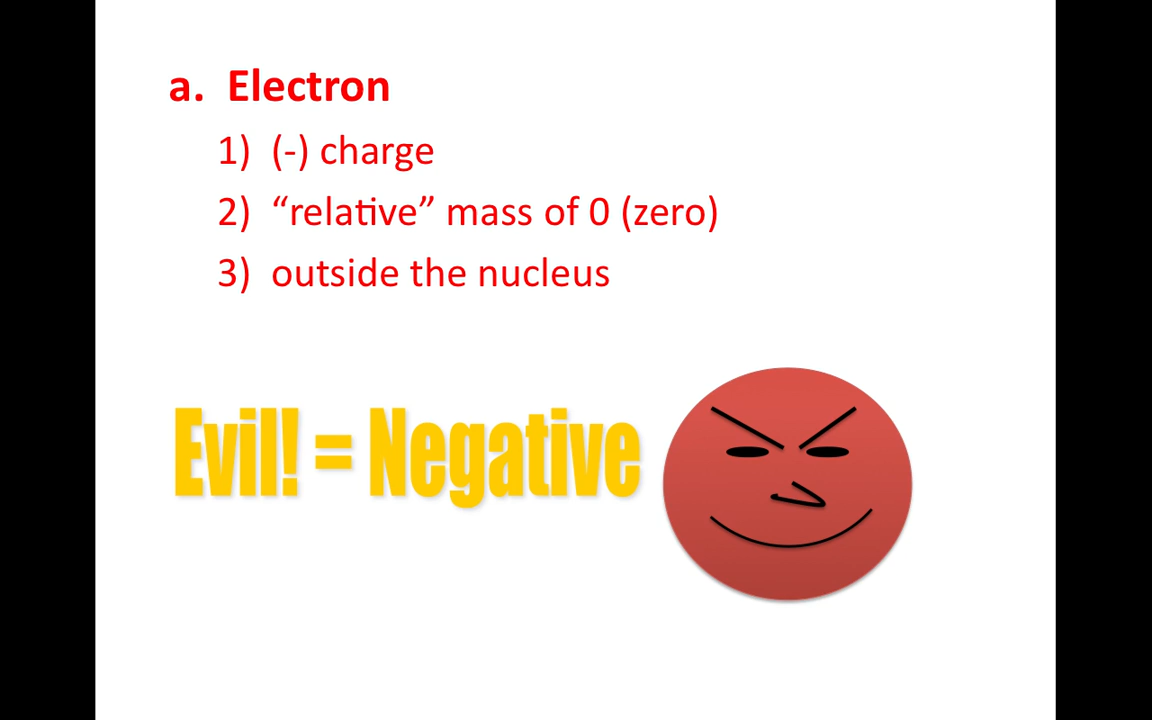 a. Electron
1) (-) charge
2) “relative” mass of 0 (zero)
3) outside the nucleus
Evil! = Negative